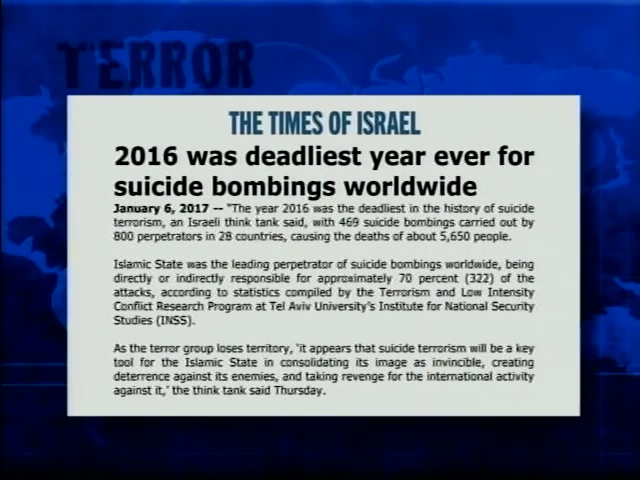 TERROR
THE TIMES OF ISRAEL
2016 was deadliest year ever for
suicide bombings worldwide
January 6, 2017 -- "The year 2016 was the deadliest in the history of suicide
terrorism, an Israeli think tank said, with 469 suicide bombings carried out by
800 perpetrators in 28 countries, causing the deaths of about 5,650 people.
Islamic State was the leading perpetrator of suicide bombings worldwide, being
directly or indirectly responsible for approximately 70 percent (322) of the
attacks, according to statistics compiled by the Terrorism and Low Intensity
Conflict Research Program at Tel Aviv University's Institute for National Security
Studies (INSS).
As the terror group loses territory, 'it appears that suicide terrorism will be a key
tool for the Islamic State in consolidating its image as invincible, creating
deterrence against its enemies, and taking revenge for the international activity
against it,' the think tank said Thursday.